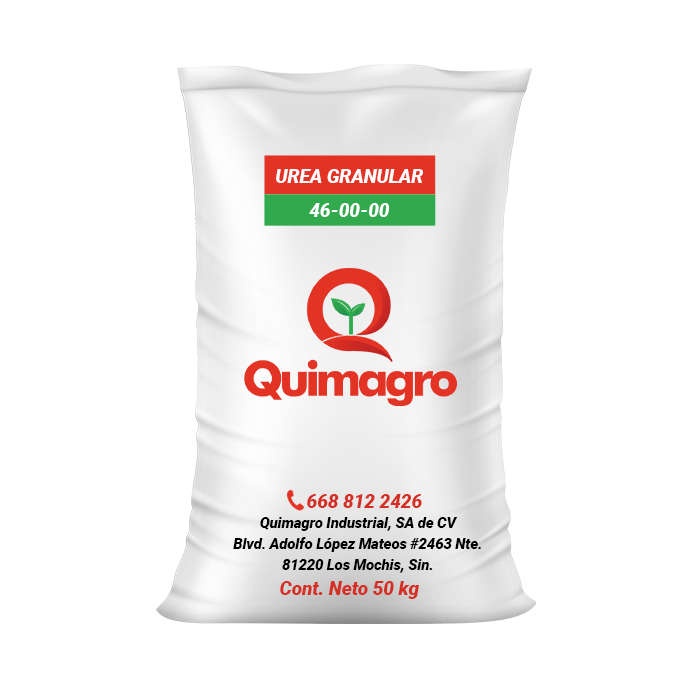 UREA GRANULAR
46-00-00
Quimagro
668 812 2426
Quimagro Industrial, SA de CV
Blvd. Adolfo López Mateos #2463 Nte.
81220 Los Mochis, Sin.
Cont. Neto 50 kg